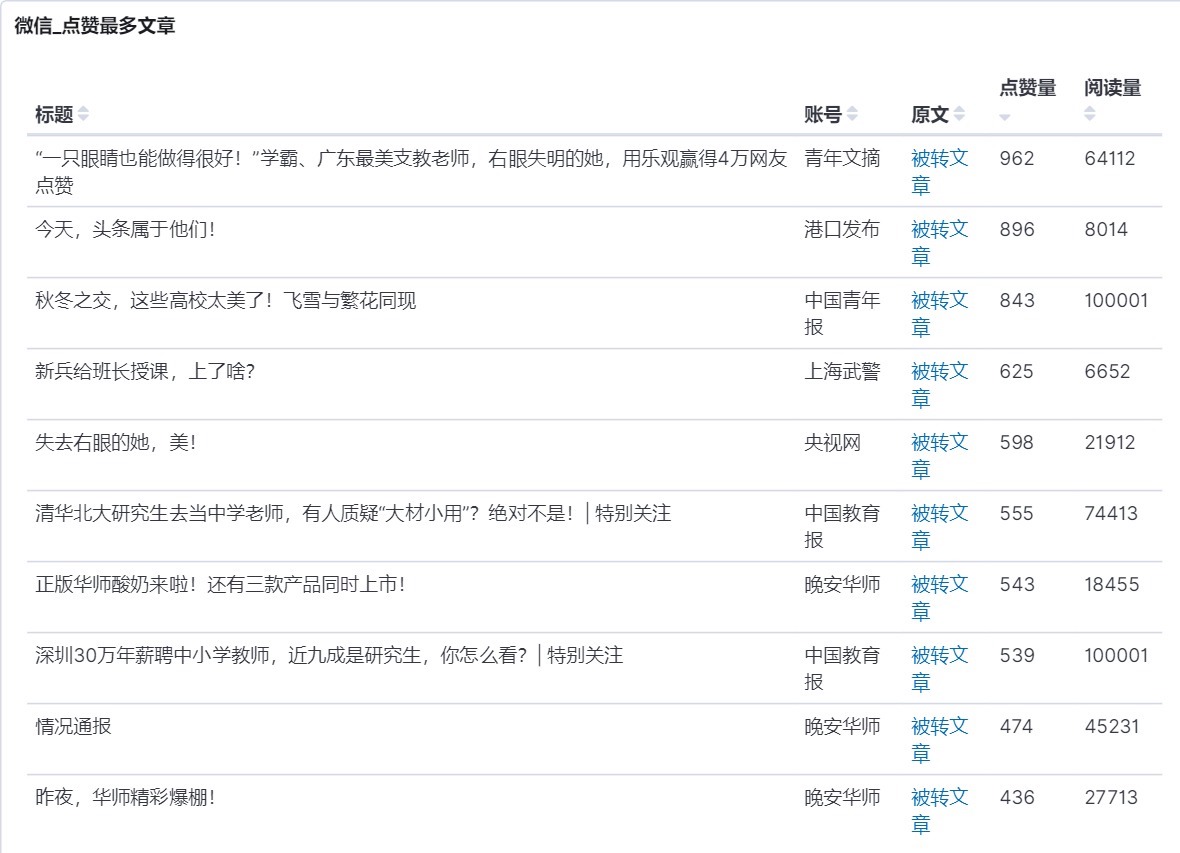 微信_点赞最多文章
标题 账号 原文 点赞量 阅读量
“一只眼睛也能做得很好！”学霸、广东最美支教老师，右眼失明的她，用乐观赢得4万网友 青年文摘 被转文 962 64112
点赞 章
今天，头条属于他们！ 港口发布 被转文 896 8014
章
秋冬之交，这些高校太美了！飞雪与繁花同现 中国青年 被转文 843 100001
报 章
新兵给班长授课，上了啥？ 上海武警 被转文 625 6652
章
失去右眼的她，美！ 央视网 被转文 598 21912
章
清华北大研究生去当中学老师，有人质疑“大材小用”？绝对不是！| 特别关注 中国教育 被转文 555 74413
报 章
正版华师酸奶来啦！还有三款产品同时上市！ 晚安华师 被转文 543 18455
章
深圳30万年薪聘中小学教师，近九成是研究生，你怎么看？| 特别关注 中国教育 被转文 539 100001
报 章
情况通报 晚安华师 被转文 474 45231
章
昨夜，华师精彩爆棚！ 晚安华师 被转文 436 27713
章